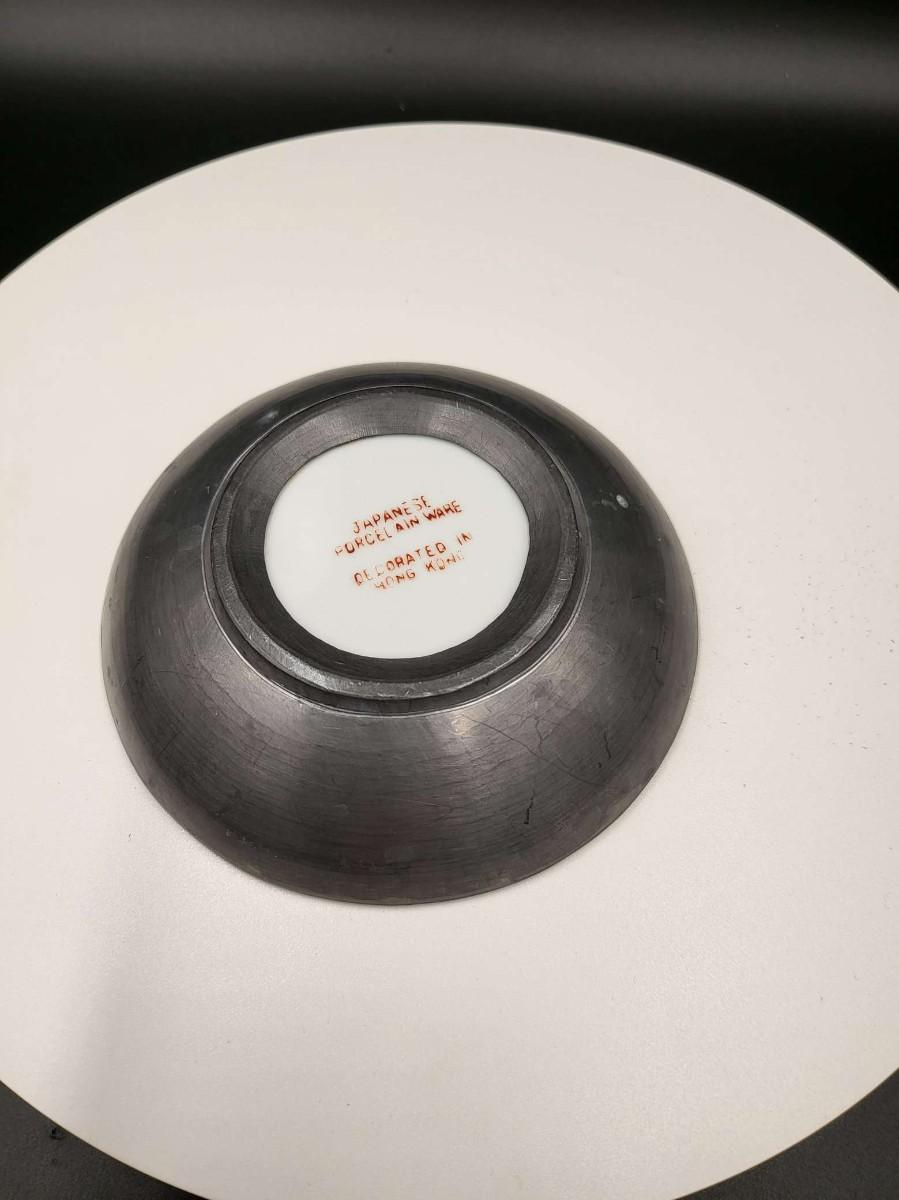 JAPANESE
PORCELAIN WARE
DECORATED IN
HONG KONG